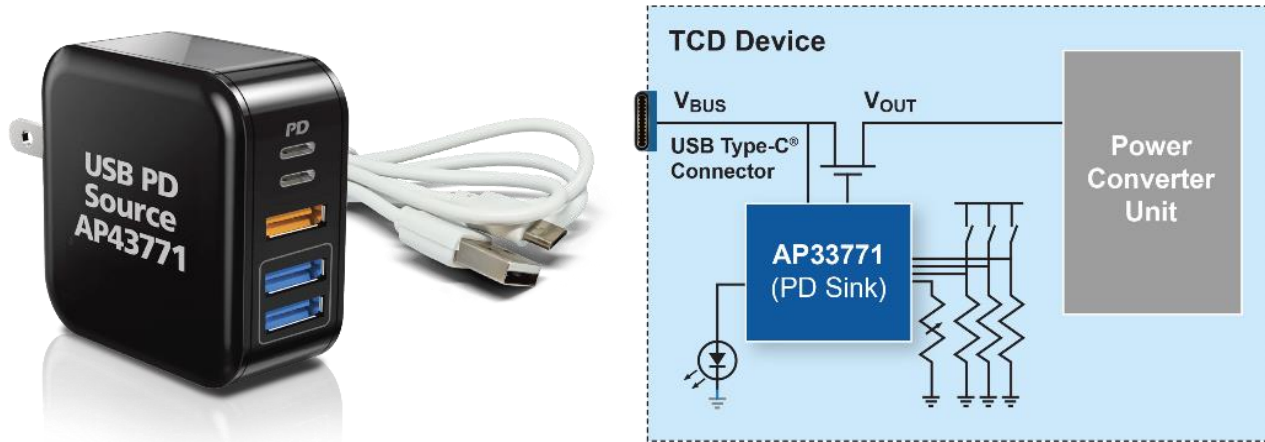 PD
USB PD
Source
AP43771
TCD Device
VBUS
VOUT
USB Type-C®
Connector
AP33771
(PD Sink)
Power
Converter
Unit